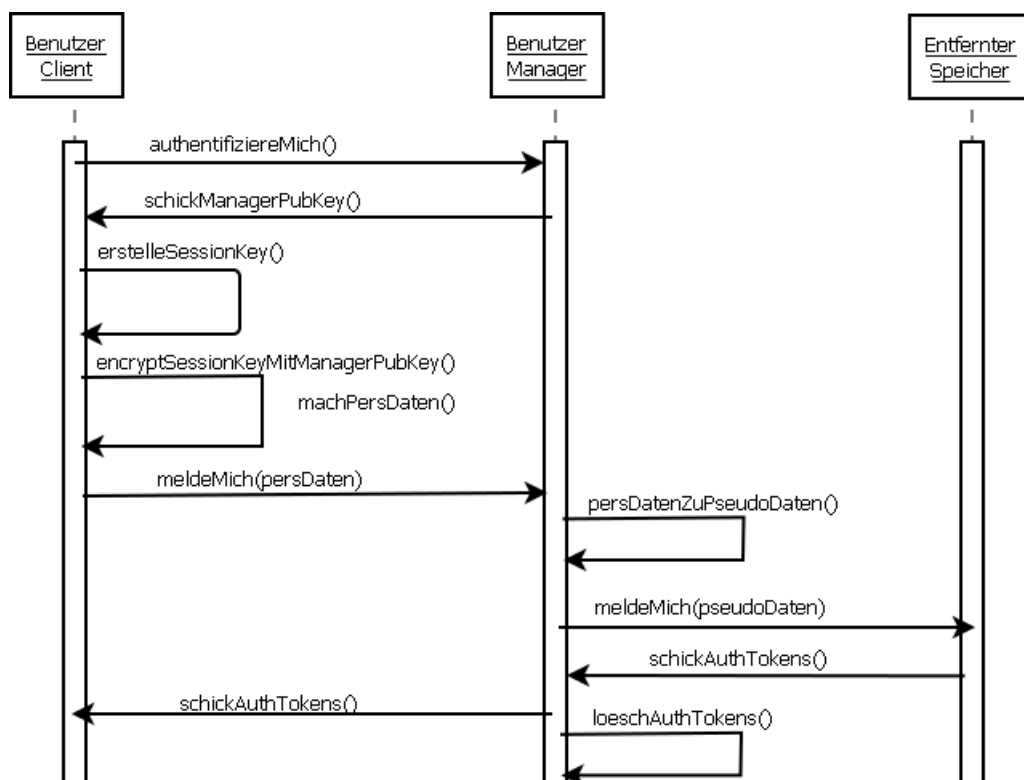 Benutzer
Client
Benutzer
Manager
Entfernter
Speicher
authentifiziereMich()
schickManagerPubKey()
erstelleSessionKey()
encryptSessionKeyMitManagerPubKey()
machPersDaten()
meldeMich(persDaten)
persDatenZuPseudoDaten()
meldeMich(pseudoDaten)
schickAuthTokens()
schickAuthTokens()
loeschAuthTokens()